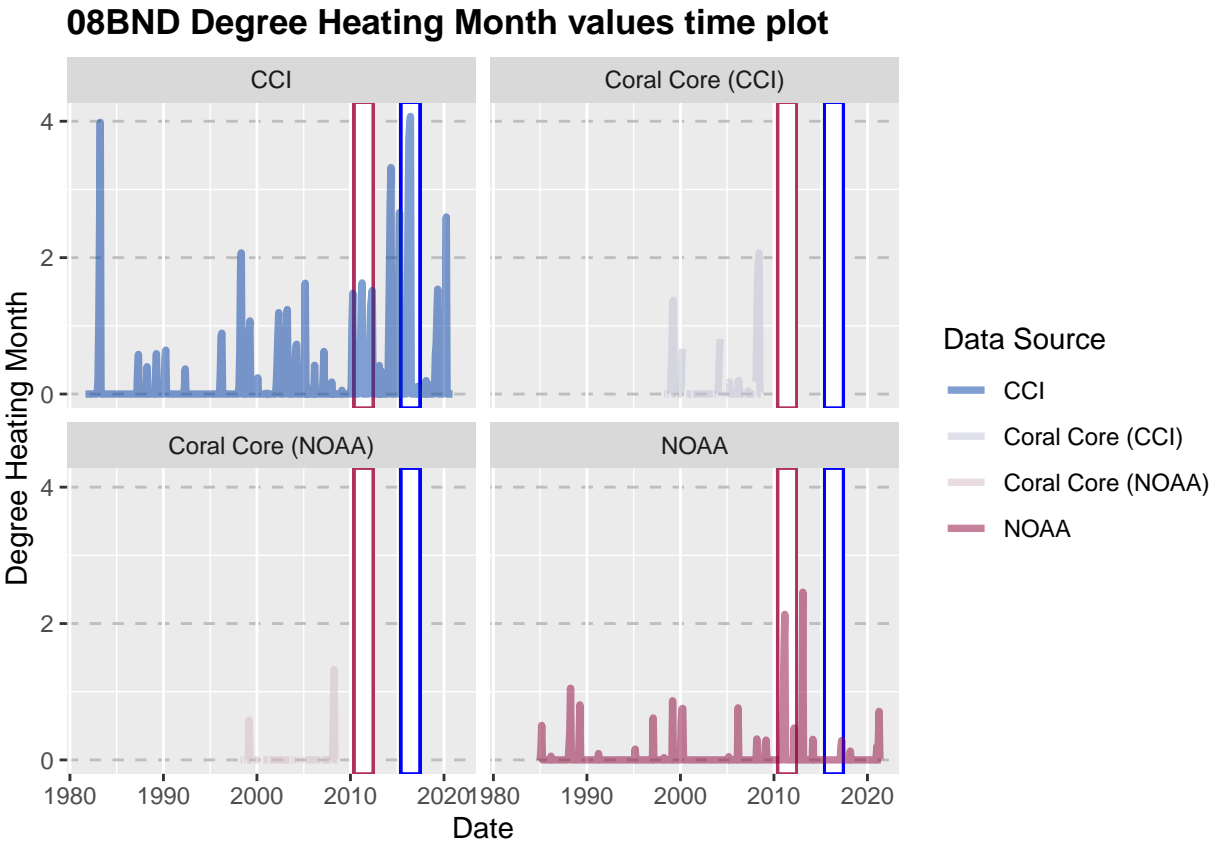 08BND Degree Heating Month values time plot
CCI
Coral Core (CCI)
4
2
0
Coral Core (NOAA)
NOAA
4
2
0
1980 1990 2000 2010 2020
1980 1990 2000 2010 2020
Date
Degree Heating Month
Data Source
CCI
Coral Core (CCI)
Coral Core (NOAA)
NOAA